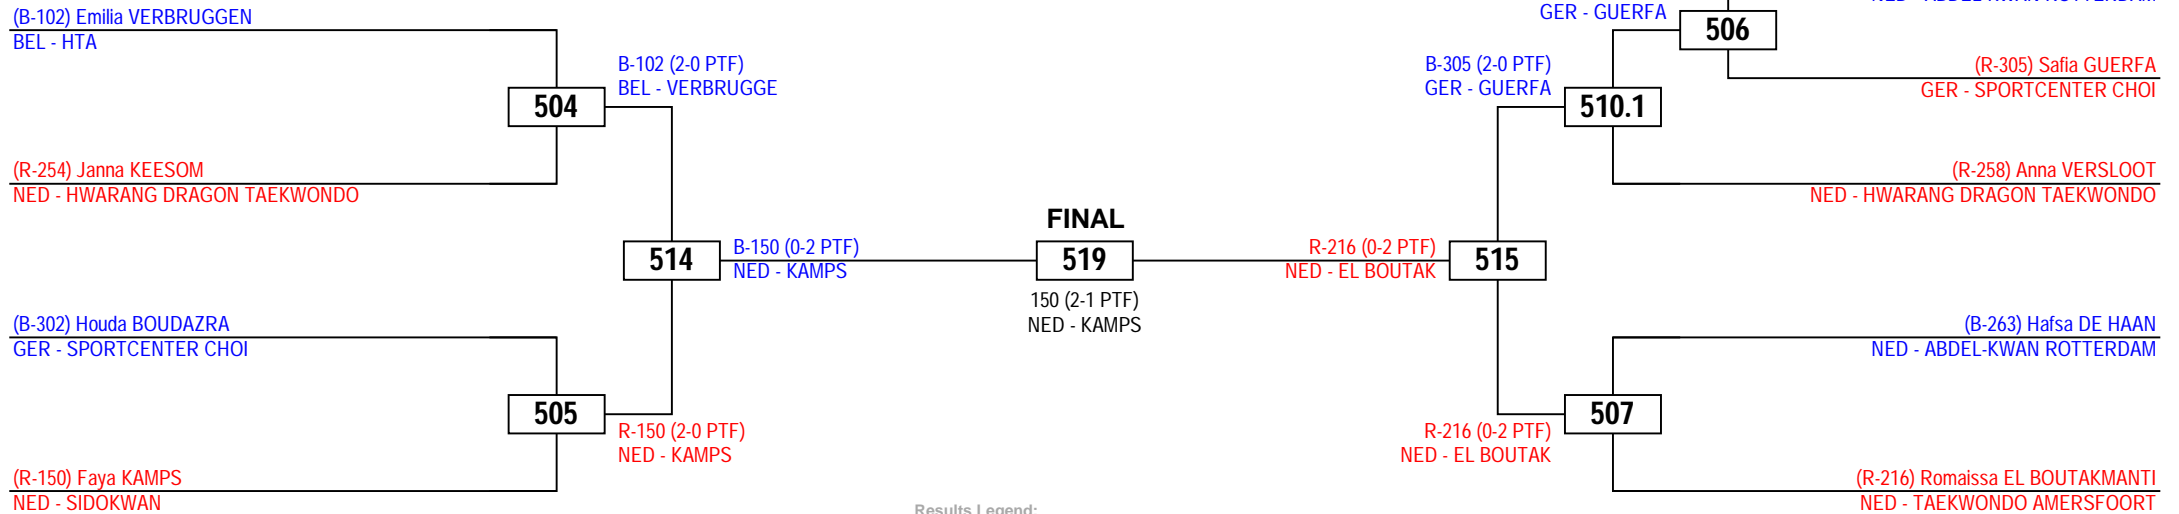 (B-102) Emilia VERBRUGGEN
BEL - HTA
504
B-102 (2-0 PTF)
BEL - VERBRUGGE
(R-254) Janna KEESOM
NED - HWARANG DRAGON TAEKWONDO
514
B-150 (0-2 PTF)
NED - KAMPS
(B-302) Houda BOUDAZRA
GER - SPORTCENTER CHOI
505
R-150 (2-0 PTF)
NED - KAMPS
(R-150) Faya KAMPS
NED - SIDOKWAN
FINAL
519
150 (2-1 PTF)
NED - KAMPS
Results Legend:
NED - ABDEL-KWAN ROTTERDAM
GER - GUERFA
506
(R-305) Safia GUERFA
GER - SPORTCENTER CHOI
B-305 (2-0 PTF)
GER - GUERFA
510.1
(R-258) Anna VERSLOOT
NED - HWARANG DRAGON TAEKWONDO
R-216 (0-2 PTF)
NED - EL BOUTAK
515
(B-263) Hafsa DE HAAN
NED - ABDEL-KWAN ROTTERDAM
507
R-216 (0-2 PTF)
NED - EL BOUTAK
(R-216) Romaissa EL BOUTAKMANTI
NED - TAEKWONDO AMERSFOORT